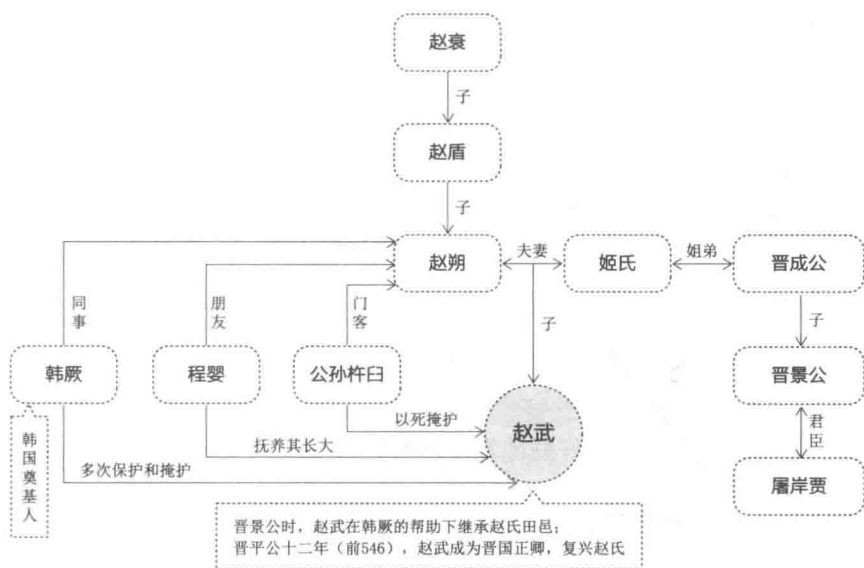 赵衰
子
赵盾
子
赵朔
夫妻
姬氏
姐弟
晋成公
同事
朋友
门客
子
子
韩厥
程婴
公孙杵臼
晋景公
韩国奠基人
以死掩护
赵武
君臣
抚养其长大
多次保护和掩护
屠岸贾
晋景公时，赵武在韩厥的帮助下继承赵氏田邑；
晋平公十二年（前546），赵武成为晋国正卿，复兴赵氏